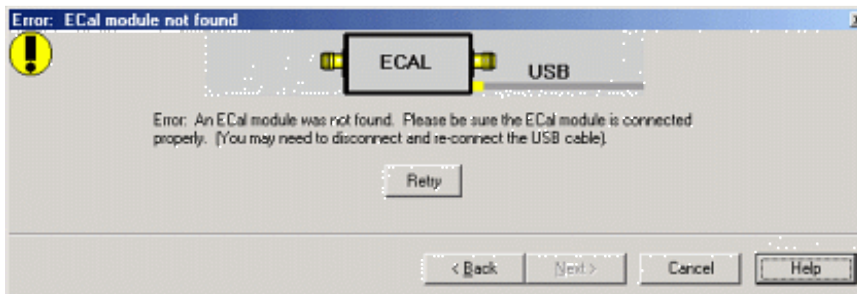 Error: ECal module not found
ECAL
USB
Error: An ECal module was not found. Please be sure the ECal module is connected
properly. (You may need to disconnect and re-connect the USB cable).
Retry
< Back
Next >
Cancel
Help